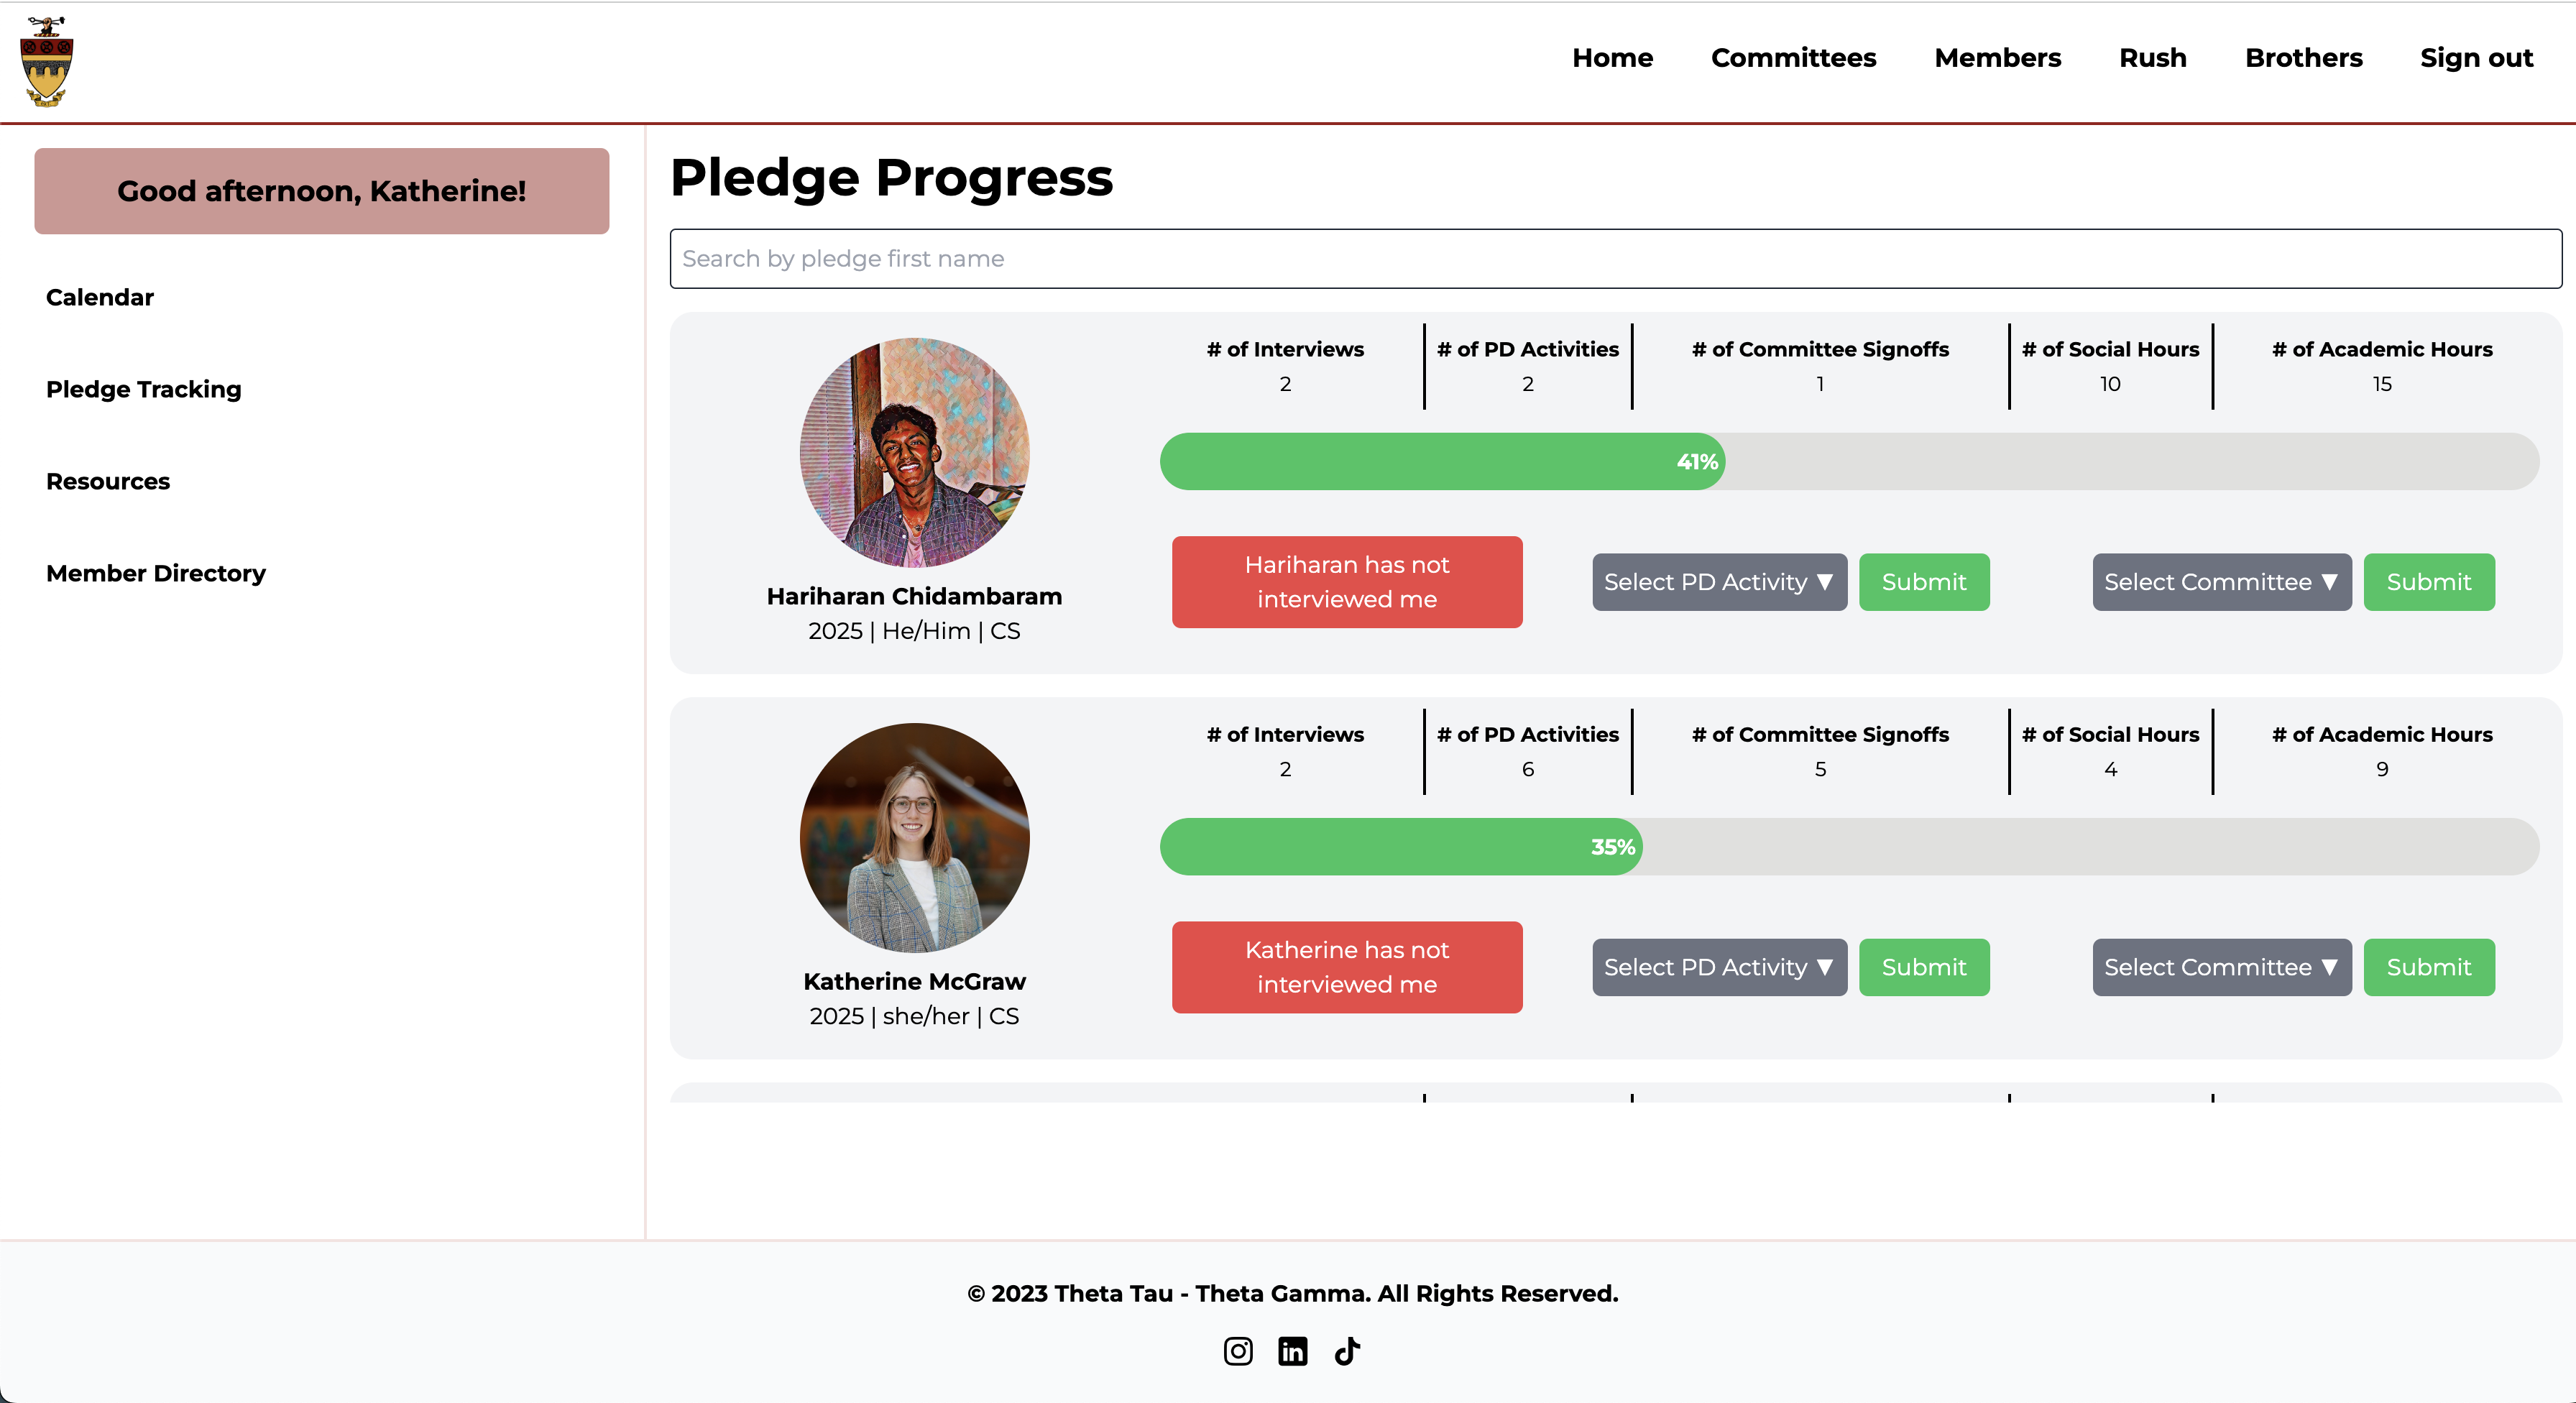 Home Committees Members Rush Brothers Sign out
Good afternoon, Katherine!
Calendar
Pledge Tracking
Resources
Member Directory
Pledge Progress
Search by pledge first name
# of Interviews # of PD Activities # of Committee Signoffs # of Social Hours # of Academic Hours
2 2 1 10 15
41%
Hariharan has not
interviewed me
Select PD Activity ▼ Submit Select Committee ▼ Submit
Hariharan Chidambaram
2025 | He/Him | CS
# of Interviews # of PD Activities # of Committee Signoffs # of Social Hours # of Academic Hours
2 6 5 4 9
35%
Katherine has not
interviewed me
Select PD Activity ▼ Submit Select Committee ▼ Submit
Katherine McGraw
2025 | she/her | CS
© 2023 Theta Tau - Theta Gamma. All Rights Reserved.